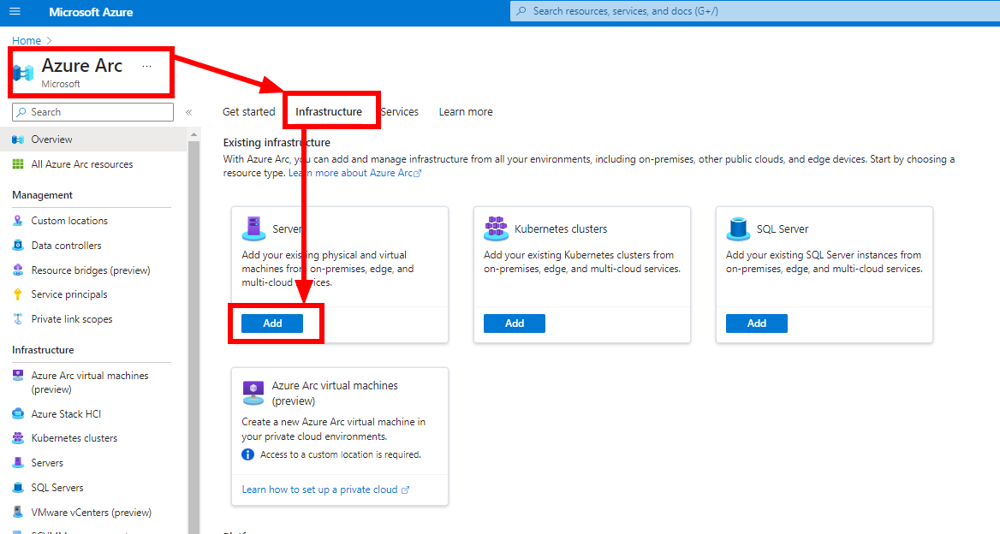 Microsoft Azure
Search resources, services, and docs (G+/)
Home
Azure Arc
Microsoft
Search
Overview
All Azure Arc resources
Management
Custom locations
Data controllers
Resource bridges (preview)
Service principals
Private link scopes
Infrastructure
Azure Arc virtual machines
(preview)
Azure Stack HCI
Kubernetes clusters
Servers
SQL Servers
VMware vCenters (preview)
Get started
Infrastructure
Services
Learn more
Existing infrastructure
With Azure Arc, you can add and manage infrastructure from all your environments, including on-premises, other public clouds, and edge devices. Start by choosing a
resource type. Learn more about Azure Arc
Servers
Add your existing physical and virtual
machines from on-premises, edge, and
multi-cloud services.
Add
Kubernetes clusters
Add your existing Kubernetes clusters from
on-premises, edge, and multi-cloud services.
Add
SQL Server
Add your existing SQL Server instances from
on-premises, edge, and multi-cloud services.
Add
Azure Arc virtual machines
(preview)
Create a new Azure Arc virtual machine in
your private cloud environments.
Access to a custom location is required.
Learn how to set up a private cloud